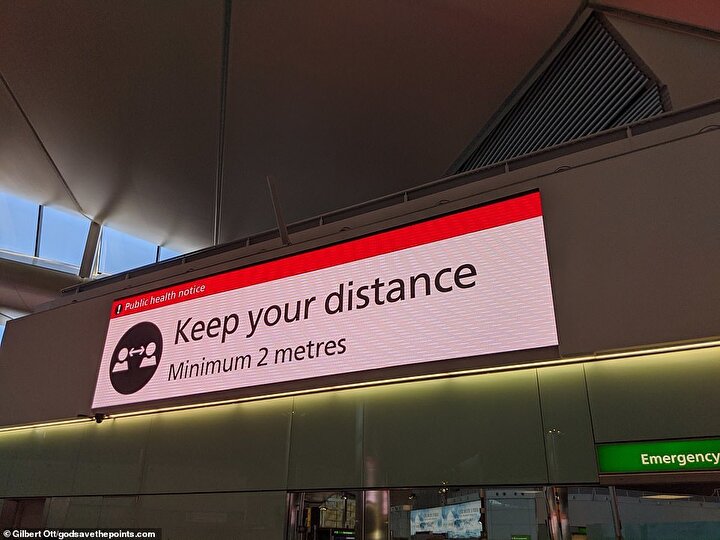 Public health notice
Keep your distance
Minimum 2 metres
Emergency
© Gilbert Ott/godsavethepoints.com